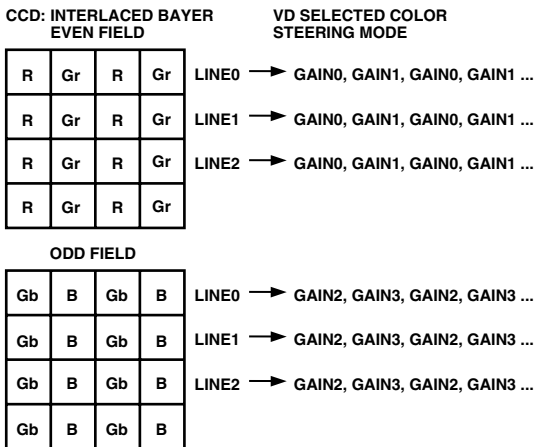 CCD: INTERLACED BAYER
EVEN FIELD
VD SELECTED COLOR
STEERING MODE
R Gr R Gr LINE0 GAIN0, GAIN1, GAIN0, GAIN1 ...
R Gr R Gr LINE1 GAIN0, GAIN1, GAIN0, GAIN1 ...
R Gr R Gr LINE2 GAIN0, GAIN1, GAIN0, GAIN1 ...
R Gr R Gr
ODD FIELD
Gb B Gb B LINE0 GAIN2, GAIN3, GAIN2, GAIN3 ...
Gb B Gb B LINE1 GAIN2, GAIN3, GAIN2, GAIN3 ...
Gb B Gb B LINE2 GAIN2, GAIN3, GAIN2, GAIN3 ...
Gb B Gb B